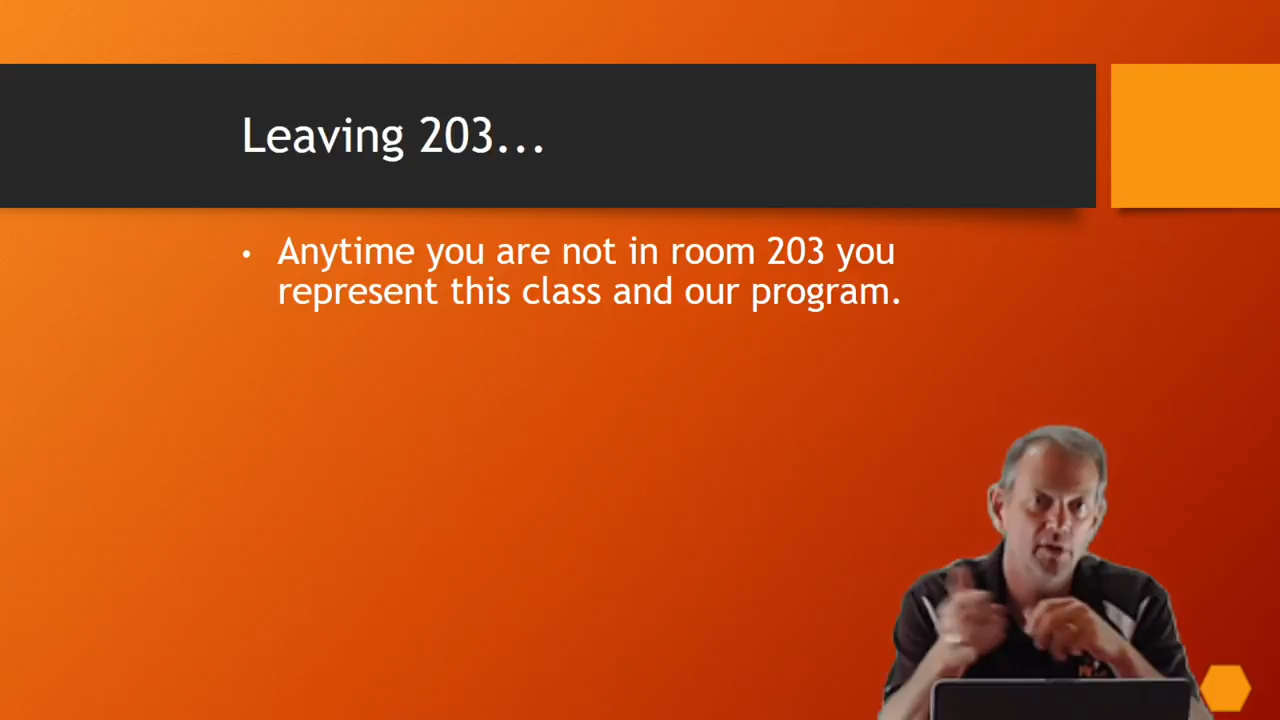 Leaving 203...
• Anytime you are not in room 203 you
represent this class and our program.